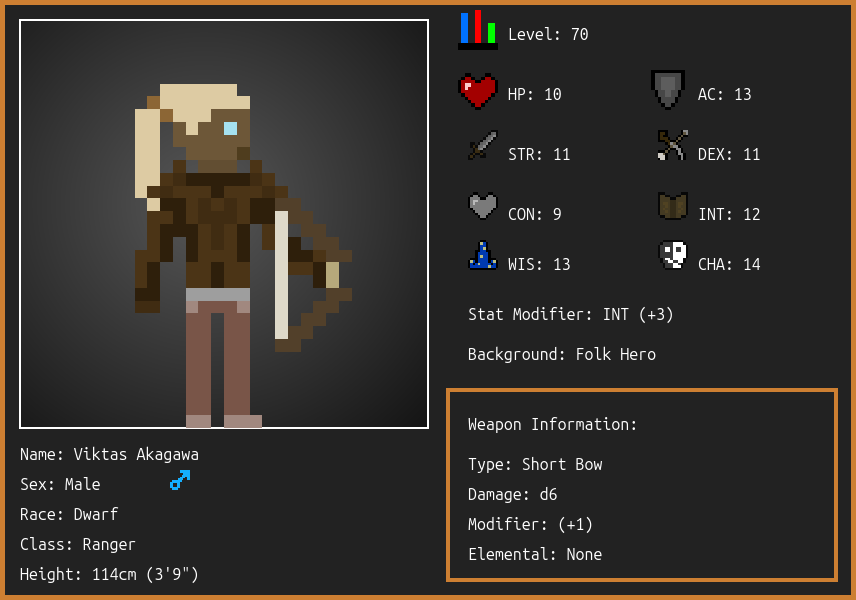 Level: 70
HP: 10
AC: 13
STR: 11
DEX: 11
CON: 9
INT: 12
WIS: 13
CHA: 14
Stat Modifier: INT (+3)
Background: Folk Hero
Weapon Information:
Type: Short Bow
Damage: d6
Modifier: (+1)
Elemental: None
Name: Viktas Akagawa
Sex: Male
Race: Dwarf
Class: Ranger
Height: 114cm (3'9")